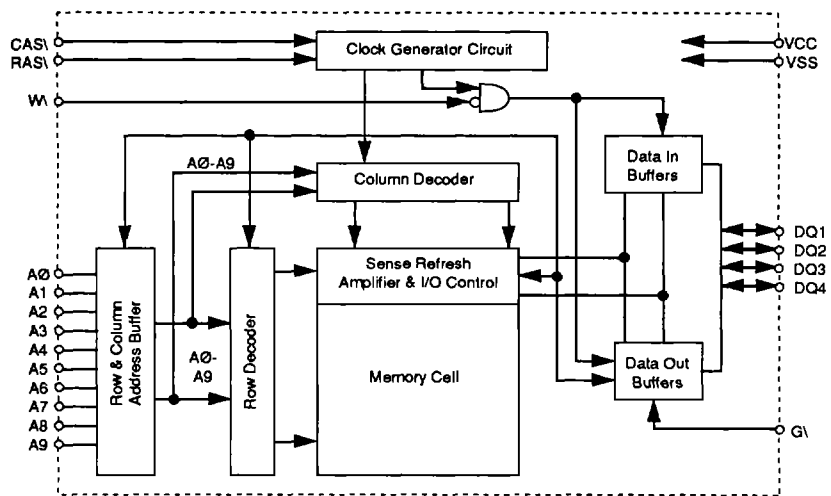 CAS\
RAS\
W\
Clock Generator Circuit
VCC
VSS
AØ-A9
Column Decoder
Data In
Buffers
AØ
A1
A2
A3
A4
A5
A6
A7
A8
A9
Row & Column
Address Buffer
AØ-
A9
Row Decoder
Sense Refresh
Amplifier & I/O Control
Memory Cell
DQ1
DQ2
DQ3
DQ4
Data Out
Buffers
G\